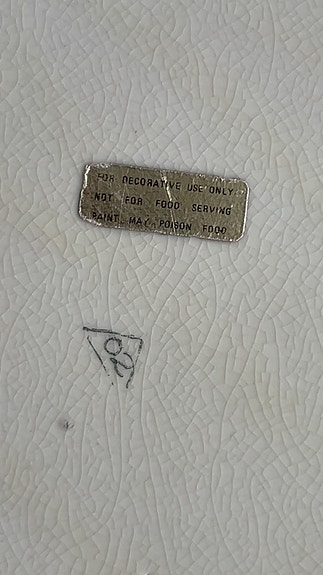 FOR DECORATIVE USE ONLY
NOT FOR FOOD SERVING
PAINT MAY POISON FOOD